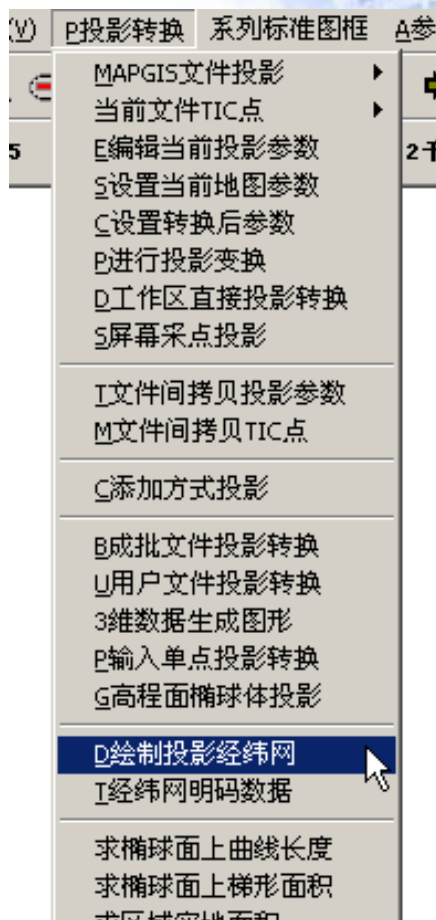 (V) P投影转换 系列标准图框 A参
MAPGIS文件投影
当前文件TIC点
5 E编辑当前投影参数 2千
S设置当前地图参数
C设置转换后参数
P进行投影变换
D工作区直接投影转换
S屏幕采点投影
T文件间拷贝投影参数
M文件间拷贝TIC点
C添加方式投影
B成批文件投影转换
U用户文件投影转换
3维数据生成图形
P输入单点投影转换
G高程面椭球体投影
D绘制投影经纬网
T经纬网明码数据
求椭球面上曲线长度
求椭球面上梯形面积